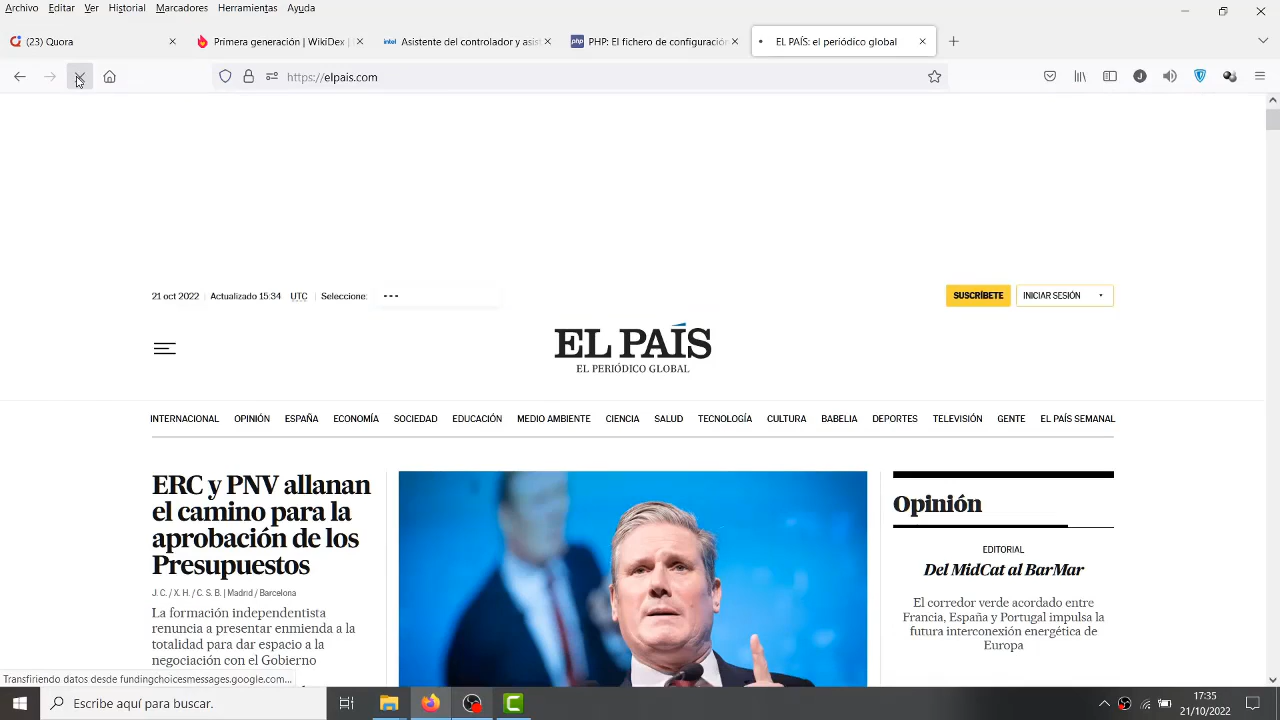 Archivo Editar Ver Historial Marcadores Herramientas Ayuda
(23) Quora
Primera generación | WikiDex
Asistente del controlador y asis
PHP: El fichero de configuración
EL PAÍS: el periódico global
https://elpais.com
21 oct 2022 Actualizado 15:34 UTC Seleccione: ---
SUSCRÍBETE INICIAR SESIÓN
EL PAÍS
EL PERIÓDICO GLOBAL
INTERNACIONAL OPINIÓN ESPAÑA ECONOMÍA SOCIEDAD EDUCACIÓN MEDIO AMBIENTE CIENCIA SALUD TECNOLOGÍA CULTURA BABELIA DEPORTES TELEVISIÓN GENTE EL PAÍS SEMANAL
ERC y PNV allanan
el camino para la
aprobación de los
Presupuestos
J. C. / X. H. / C. S. B. | Madrid / Barcelona
La formación independentista
renuncia a presentar enmienda a la
totalidad para dar espacio a la
negociación con el Gobierno
Opinión
EDITORIAL
Del MidCat al BarMar
El corredor verde acordado entre
Francia, España y Portugal impulsa la
futura interconexión energética de
Europa
Transfiriendo datos desde fundingchoicesmessages.google.com...
Escribe aquí para buscar.
17:35
21/10/2022